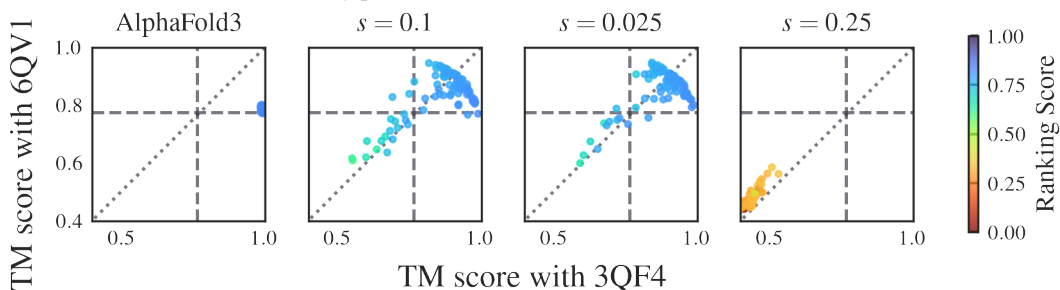 AlphaFold3
s = 0.1
s = 0.025
s = 0.25
TM score with 6QV1
1.0
0.8
0.6
0.4
0.5
1.0
0.5
1.0
0.5
1.0
0.5
1.0
TM score with 3QF4
1.00
0.75
0.50
0.25
0.00
Ranking Score